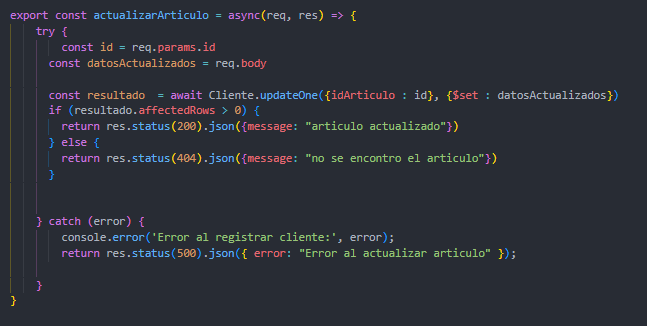 export const actualizarArticulo = async(req, res) => {
try {
const id = req.params.id
const datosActualizados = req.body
const resultado  = await Cliente.updateOne({idArticulo : id}, {$set : datosActualizados})
if (resultado.affectedRows > 0) {
return res.status(200).json({message: "articulo actualizado"})
} else {
return res.status(404).json({message: "no se encontro el articulo"})
}
} catch (error) {
console.error('Error al registrar cliente:', error);
return res.status(500).json({ error: "Error al actualizar articulo" });
}
}